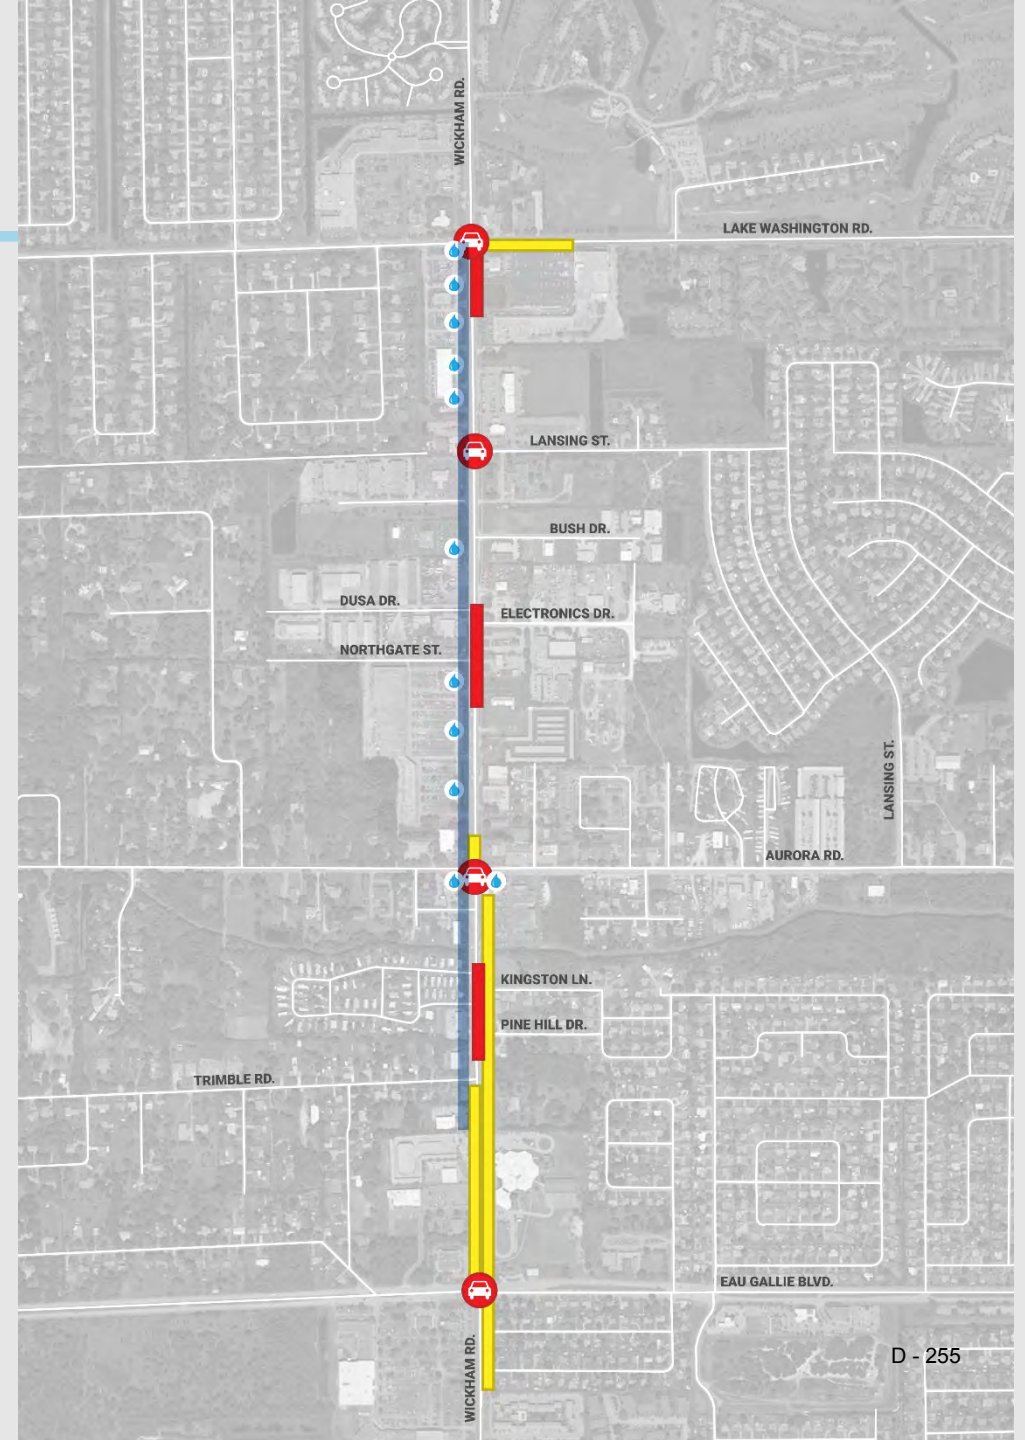 WICKHAM RD.
LAKE WASHINGTON RD.
LANSING ST.
BUSH DR.
DUSA DR.
ELECTRONICS DR.
NORTHGATE ST.
LANSING ST.
AURORA RD.
KINGSTON LN.
PINE HILL DR.
TRIMBLE RD.
EAU GALLIE BLVD.
WICKHAM RD.
D - 255